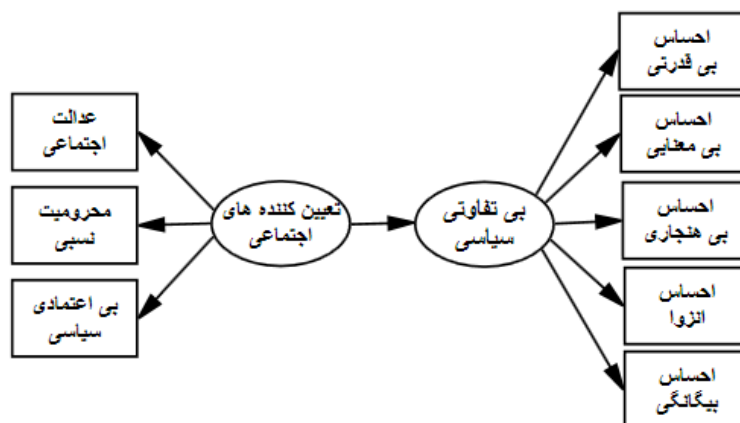 احساس
بی قدرتی
احساس
بی معنایی
احساس
بی هنجاری
احساس
انزوا
احساس
بیگانگی
بی تفاوتی
سیاسی
تعیین کننده های
اجتماعی
عدالت
اجتماعی
محرومیت
نسبی
بی اعتمادی
سیاسی